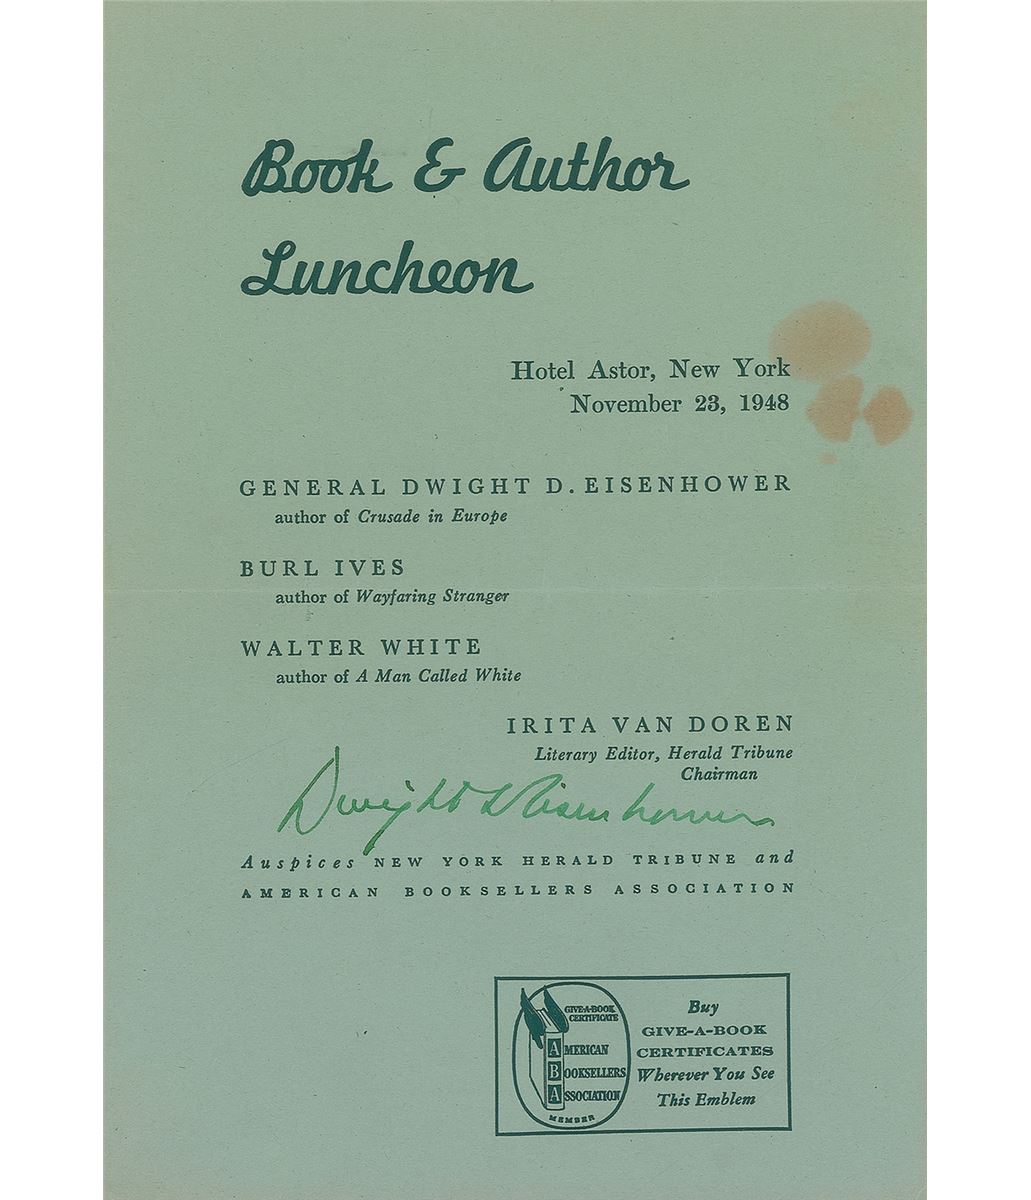 Book & Author
Luncheon
Hotel Astor, New York
November 23, 1948
GENERAL DWIGHT D. EISENHOWER
author of Crusade in Europe
BURL IVES
author of Wayfaring Stranger
WALTER WHITE
author of A Man Called White
IRITA VAN DOREN
Literary Editor, Herald Tribune
Chairman
Dwight D Eisenhower
Auspices NEW YORK HERALD TRIBUNE and
AMERICAN BOOKSELLERS ASSOCIATION
GIVE-A-BOOK
CERTIFICATE
AMERICAN
BOOKSELLERS
ASSOCIATION
MEMBER
Buy
GIVE-A-BOOK
CERTIFICATES
Wherever You See
This Emblem